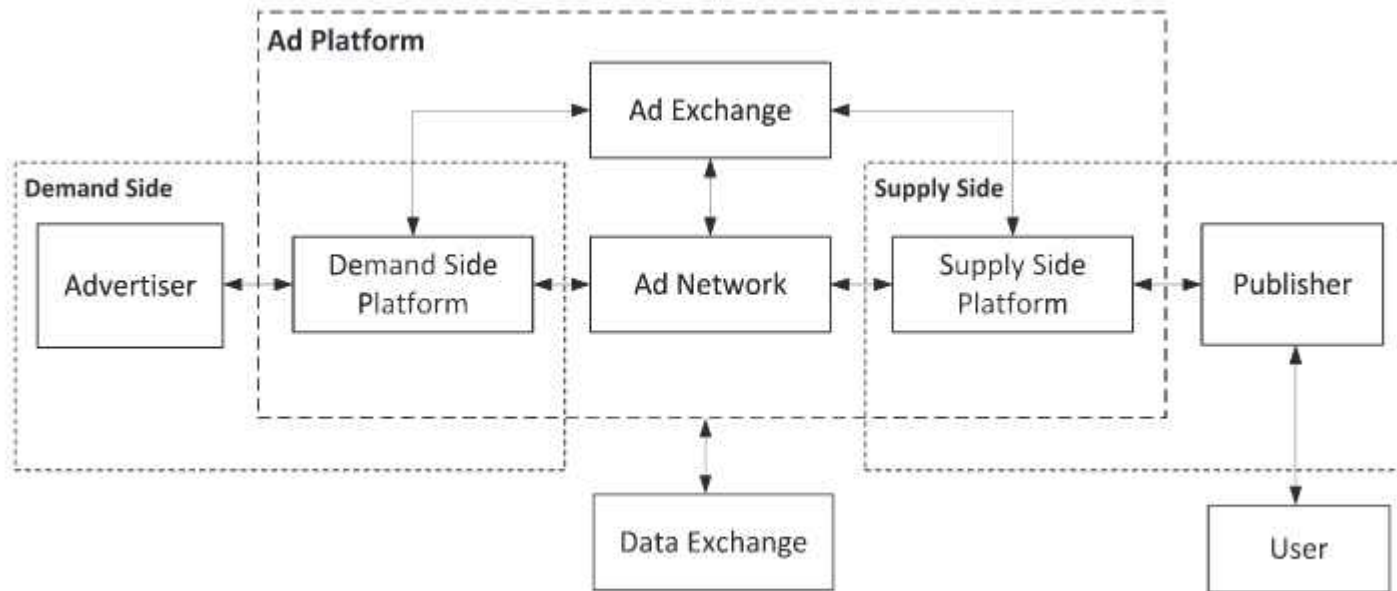 Ad Platform
Ad Exchange
Demand Side
Supply Side
Advertiser
Demand Side
Platform
Ad Network
Supply Side
Platform
Publisher
Data Exchange
User